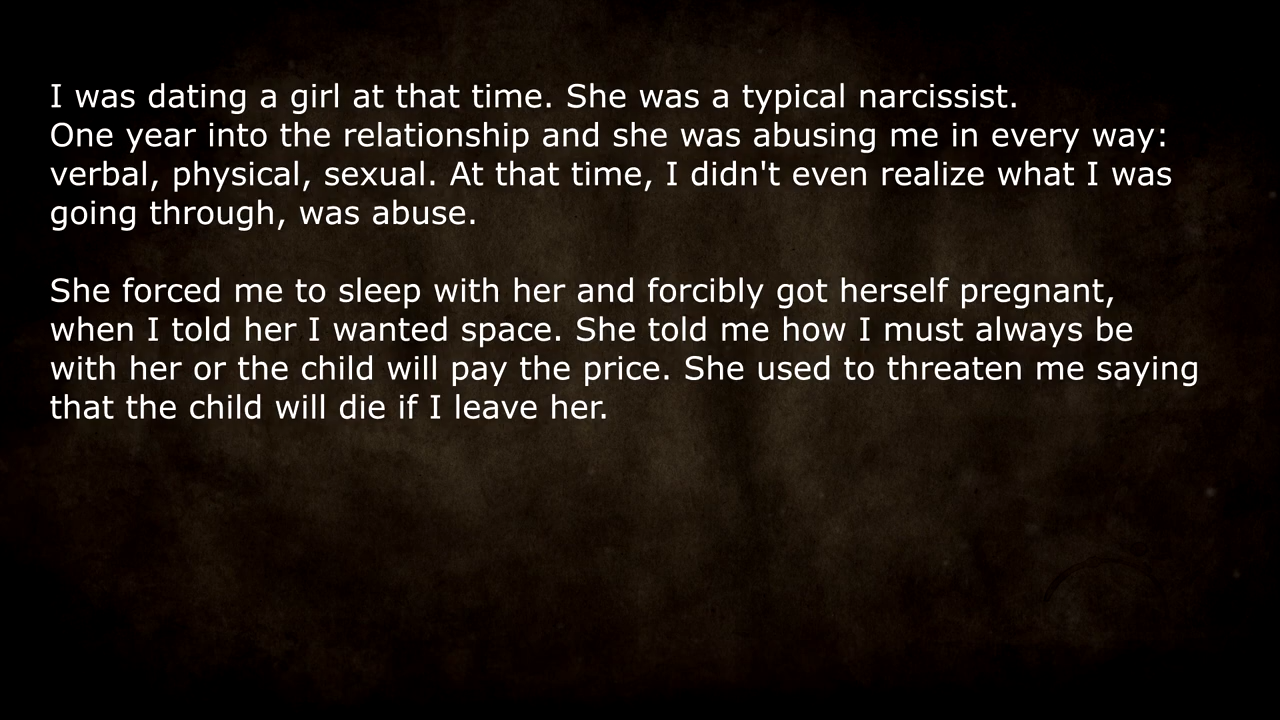 I was dating a girl at that time. She was a typical narcissist.
One year into the relationship and she was abusing me in every way:
verbal, physical, sexual. At that time, I didn't even realize what I was
going through, was abuse.
She forced me to sleep with her and forcibly got herself pregnant,
when I told her I wanted space. She told me how I must always be
with her or the child will pay the price. She used to threaten me saying
that the child will die if I leave her.